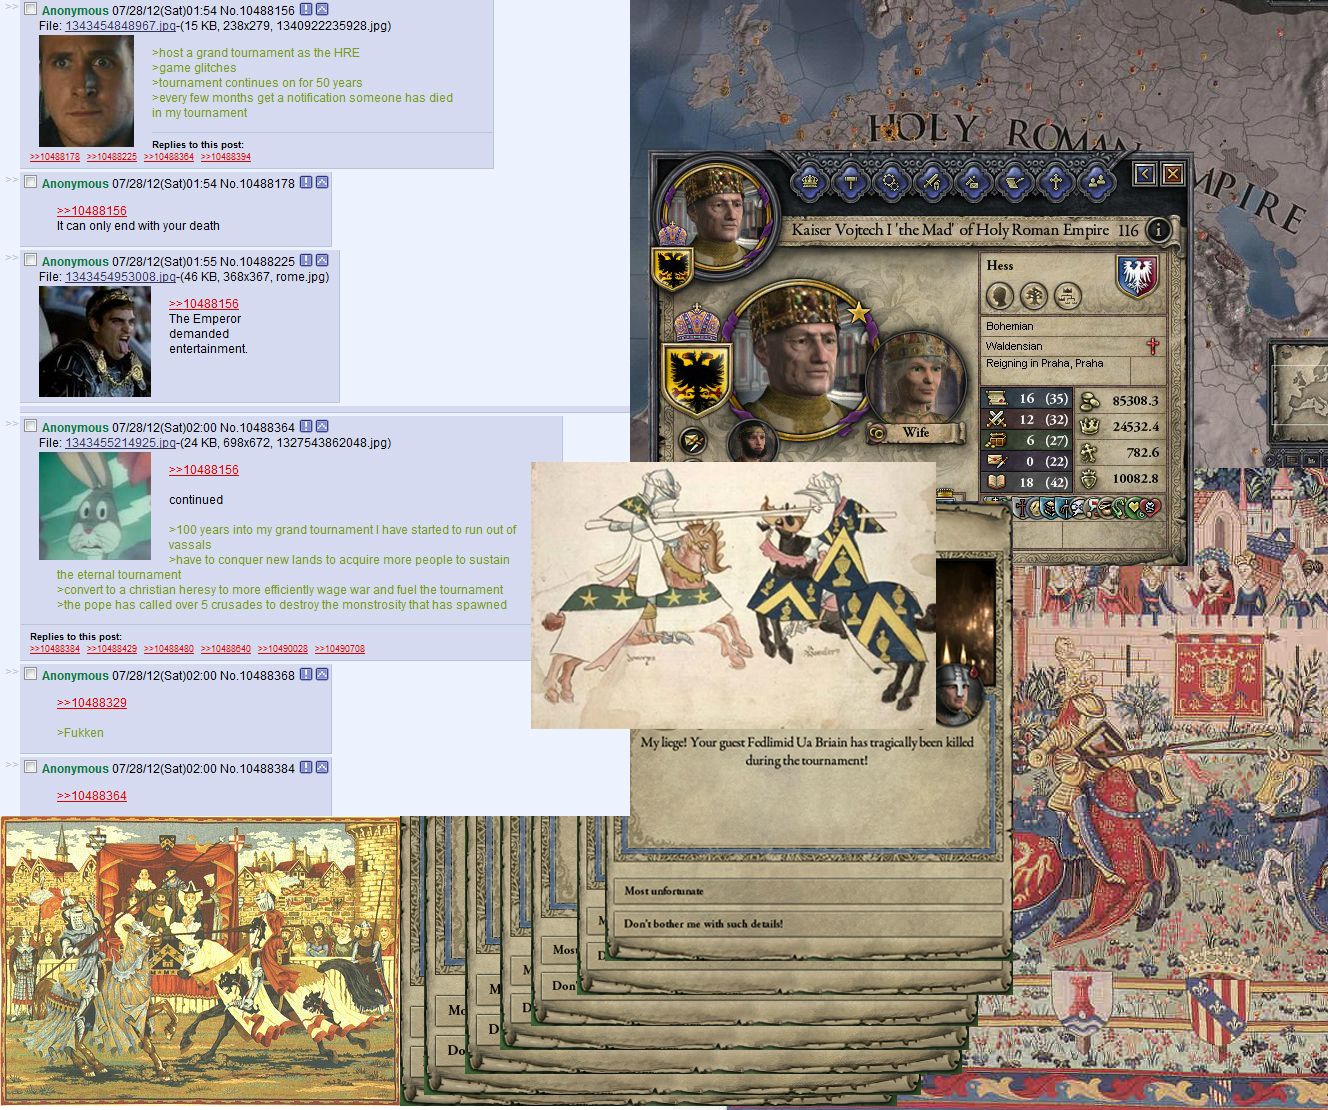 >> Anonymous 07/28/12(Sat)01:54 No.10488156
File: 1343454848967.jpg-(15 KB, 238x279, 1340922235928.jpg)
>host a grand tournament as the HRE
>game glitches
>tournament continues on for 50 years
>every few months get a notification someone has died
in my tournament
Replies to this post:
>>10488178 >>10488225 >>10488364 >>10488394
>> Anonymous 07/28/12(Sat)01:54 No.10488178
>>10488156
It can only end with your death
>> Anonymous 07/28/12(Sat)01:55 No.10488225
File: 1343454953008.jpg-(46 KB, 368x367, rome.jpg)
>>10488156
The Emperor
demanded
entertainment.
>> Anonymous 07/28/12(Sat)02:00 No.10488364
File: 1343455214925.jpg-(24 KB, 698x672, 1327543862048.jpg)
>>10488156
continued
>100 years into my grand tournament I have started to run out of
vassals
>have to conquer new lands to acquire more people to sustain
the eternal tournament
>convert to a christian heresy to more efficiently wage war and fuel the tournament
>the pope has called over 5 crusades to destroy the monstrosity that has spawned
Replies to this post:
>>10488384 >>10488429 >>10488480 >>10488640 >>10490028 >>10490708
>> Anonymous 07/28/12(Sat)02:00 No.10488368
>>10488329
>Fukken
>> Anonymous 07/28/12(Sat)02:00 No.10488384
>>10488364
HOLY ROMAN EMPIRE
Kaiser Vojtech I 'the Mad' of Holy Roman Empire 116
Hess
Bohemian
Waldensian
Reigning in Praha, Praha
Wife
16 (35) 85308.3
12 (32) 24532.4
6 (27) 782.6
0 (22) 10082.8
18 (42)
My liege! Your guest Fedlimid Ua Briain has tragically been killed
during the tournament!
Most unfortunate
Don't bother me with such details!
M
Most
Don'
M
D
M
D
Mo
Do